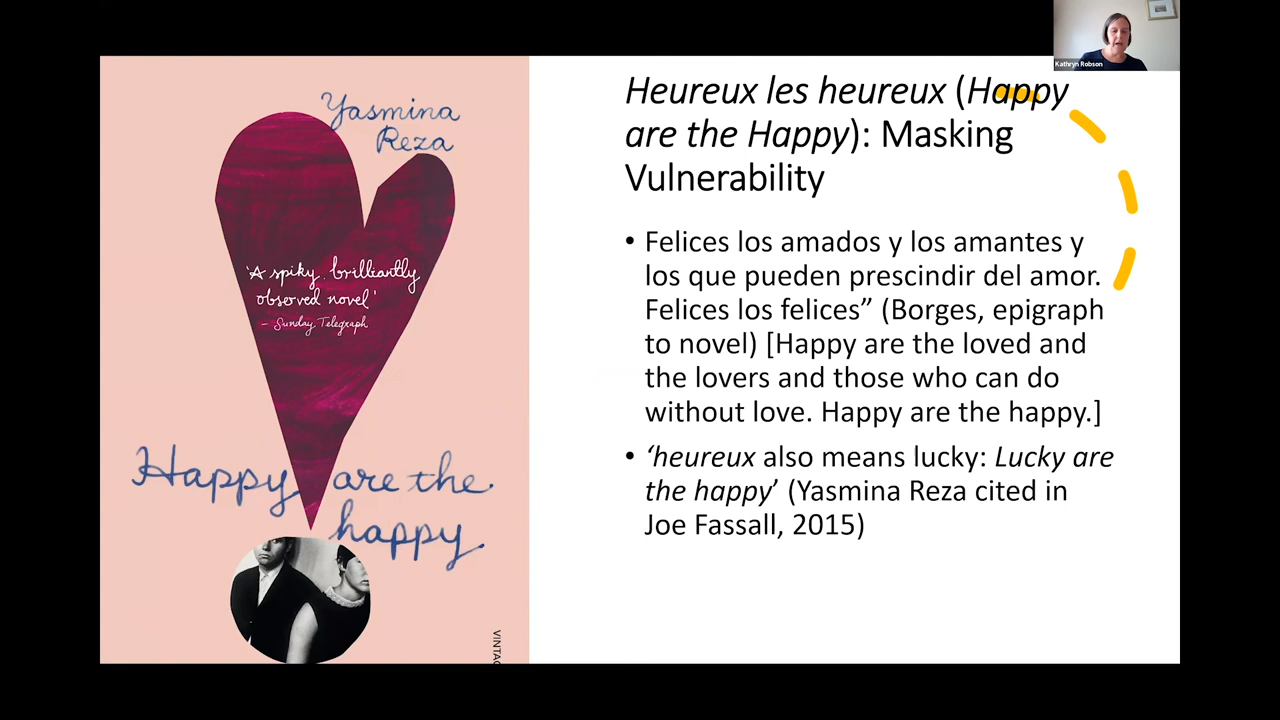 Kathryn Robson
Yasmina
Reza
'A spiky, brilliantly
observed novel'
– Sunday Telegraph
Happy are the
happy
Heureux les heureux (Happy
are the Happy): Masking
Vulnerability
• Felices los amados y los amantes y
los que pueden prescindir del amor.
Felices los felices” (Borges, epigraph
to novel) [Happy are the loved and
the lovers and those who can do
without love. Happy are the happy.]
• ‘heureux also means lucky: Lucky are
the happy’ (Yasmina Reza cited in
Joe Fassall, 2015)